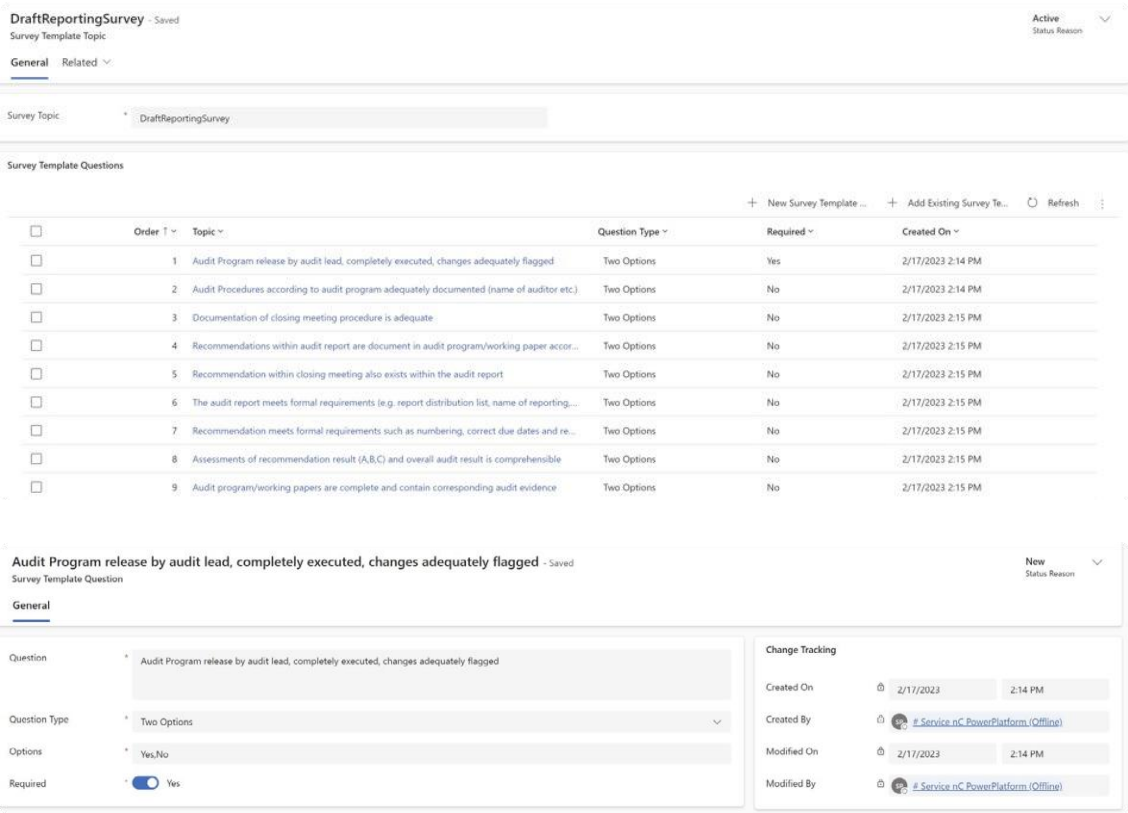 DraftReportingSurvey - Saved
Active
Survey Template Topic
Status Reason
General Related
Survey Topic * DraftReportingSurvey
Survey Template Questions
+ New Survey Template ... + Add Existing Survey Te... Refresh
Order ↑ Topic Question Type Required Created On
1 Audit Program release by audit lead, completely executed, changes adequately flagged Two Options Yes 2/17/2023 2:14 PM
2 Audit Procedures according to audit program adequately documented (name of auditor etc.) Two Options No 2/17/2023 2:14 PM
3 Documentation of closing meeting procedure is adequate Two Options No 2/17/2023 2:15 PM
4 Recommendations within audit report are document in audit program/working paper accor... Two Options No 2/17/2023 2:15 PM
5 Recommendation within closing meeting also exists within the audit report Two Options No 2/17/2023 2:15 PM
6 The audit report meets formal requirements (e.g. report distribution list, name of reporting,... Two Options No 2/17/2023 2:15 PM
7 Recommendation meets formal requirements such as numbering, correct due dates and re... Two Options No 2/17/2023 2:15 PM
8 Assessments of recommendation result (A,B,C) and overall audit result is comprehensible Two Options No 2/17/2023 2:15 PM
9 Audit program/working papers are complete and contain corresponding audit evidence Two Options No 2/17/2023 2:15 PM
Audit Program release by audit lead, completely executed, changes adequately flagged - Saved
New
Survey Template Question
Status Reason
General
Question * Audit Program release by audit lead, completely executed, changes adequately flagged
Question Type * Two Options
Options * Yes,No
Required * Yes
Change Tracking
Created On 2/17/2023 2:14 PM
Created By # Service nC PowerPlatform (Offline)
Modified On 2/17/2023 2:14 PM
Modified By # Service nC PowerPlatform (Offline)